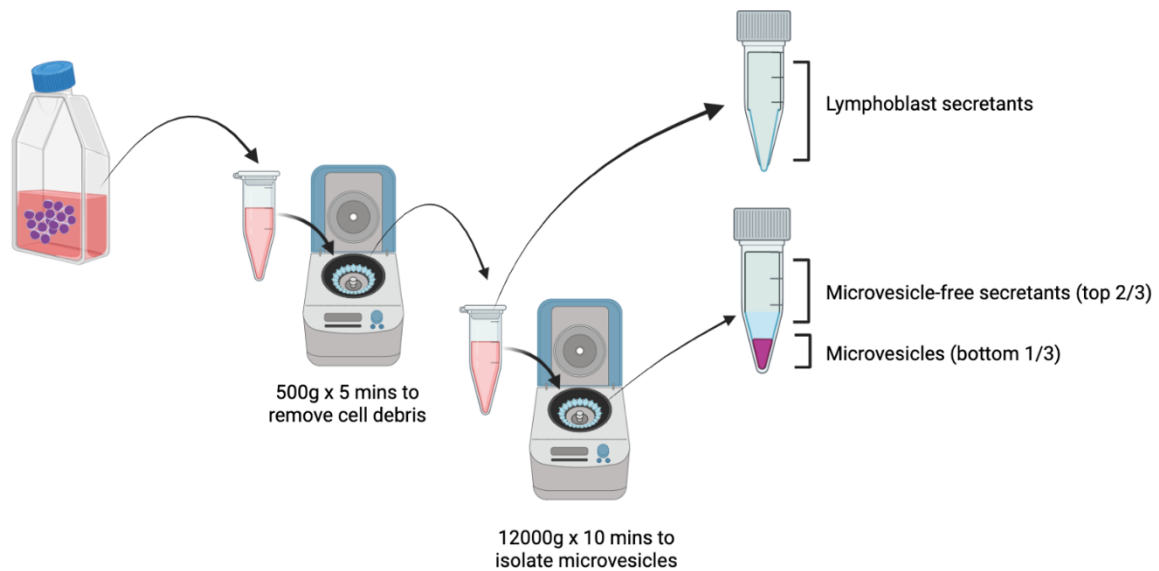 Lymphoblast secretants
Microvesicle-free secretants (top 2/3)
Microvesicles (bottom 1/3)
500g x 5 mins to
remove cell debris
12000g x 10 mins to
isolate microvesicles